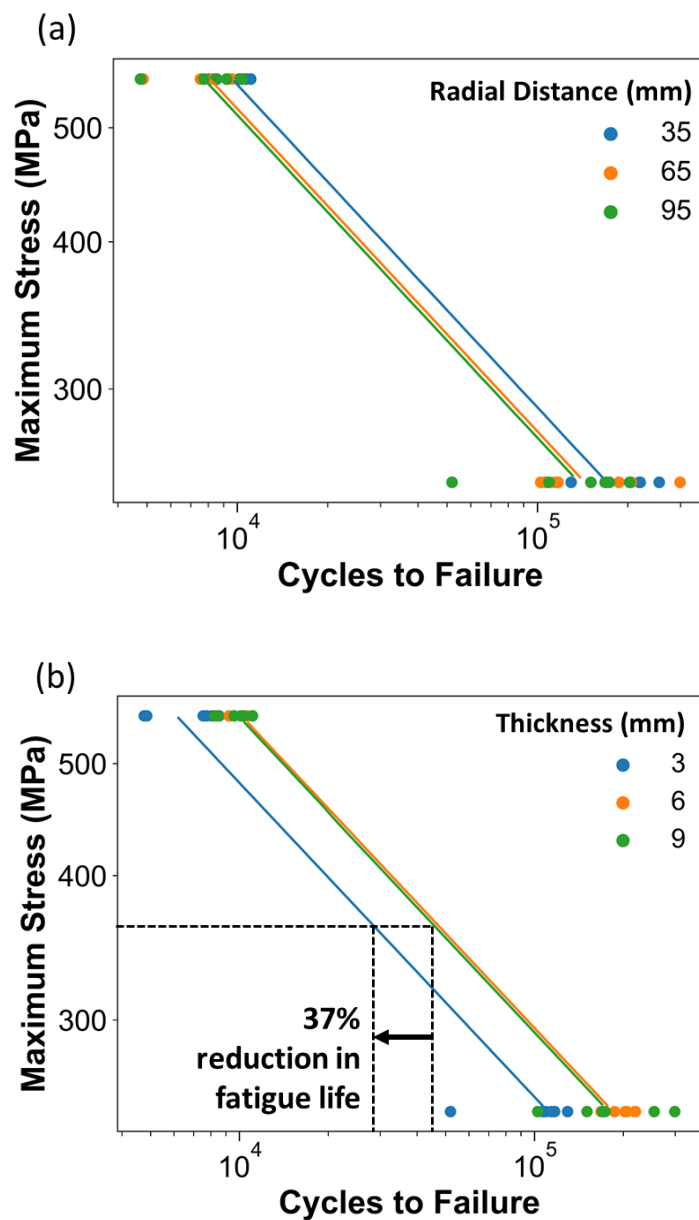 (a)
Maximum Stress (MPa)
500
400
300
Radial Distance (mm)
35
65
95
10⁴
10⁵
Cycles to Failure
(b)
Maximum Stress (MPa)
500
400
300
Thickness (mm)
3
6
9
37%
reduction in
fatigue life
10⁴
10⁵
Cycles to Failure